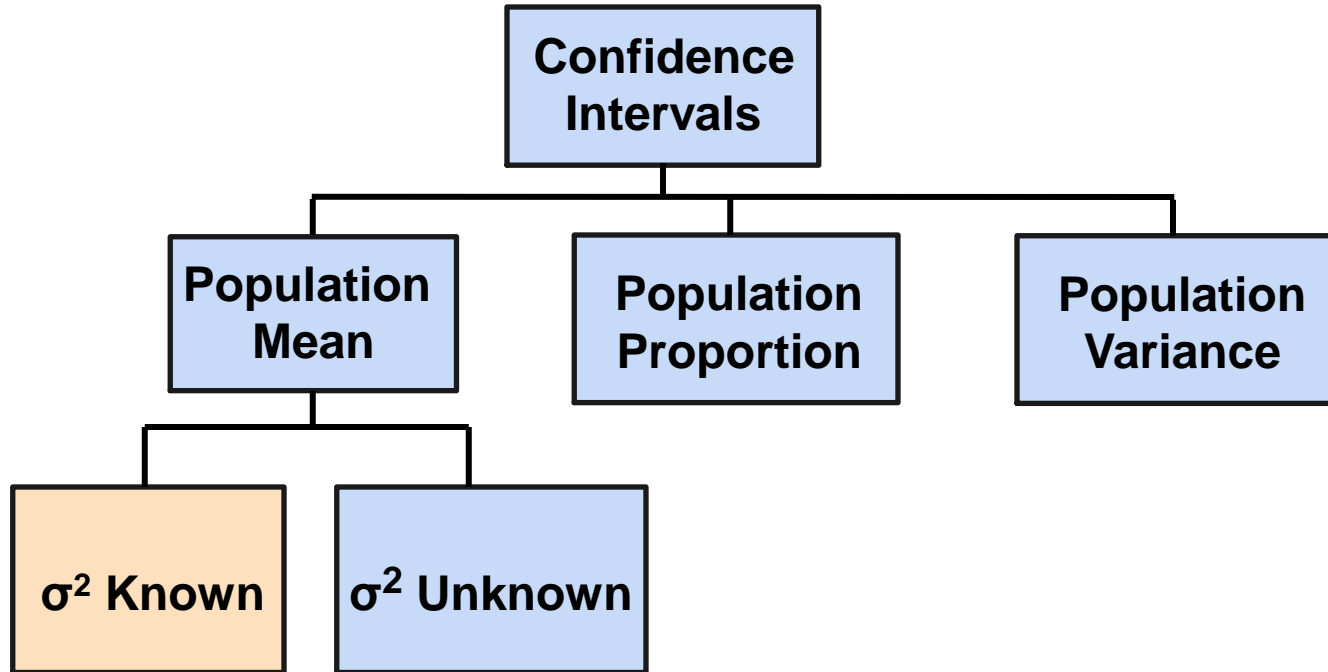 Confidence
Intervals
Population
Mean
Population
Proportion
Population
Variance
σ² Known
σ² Unknown